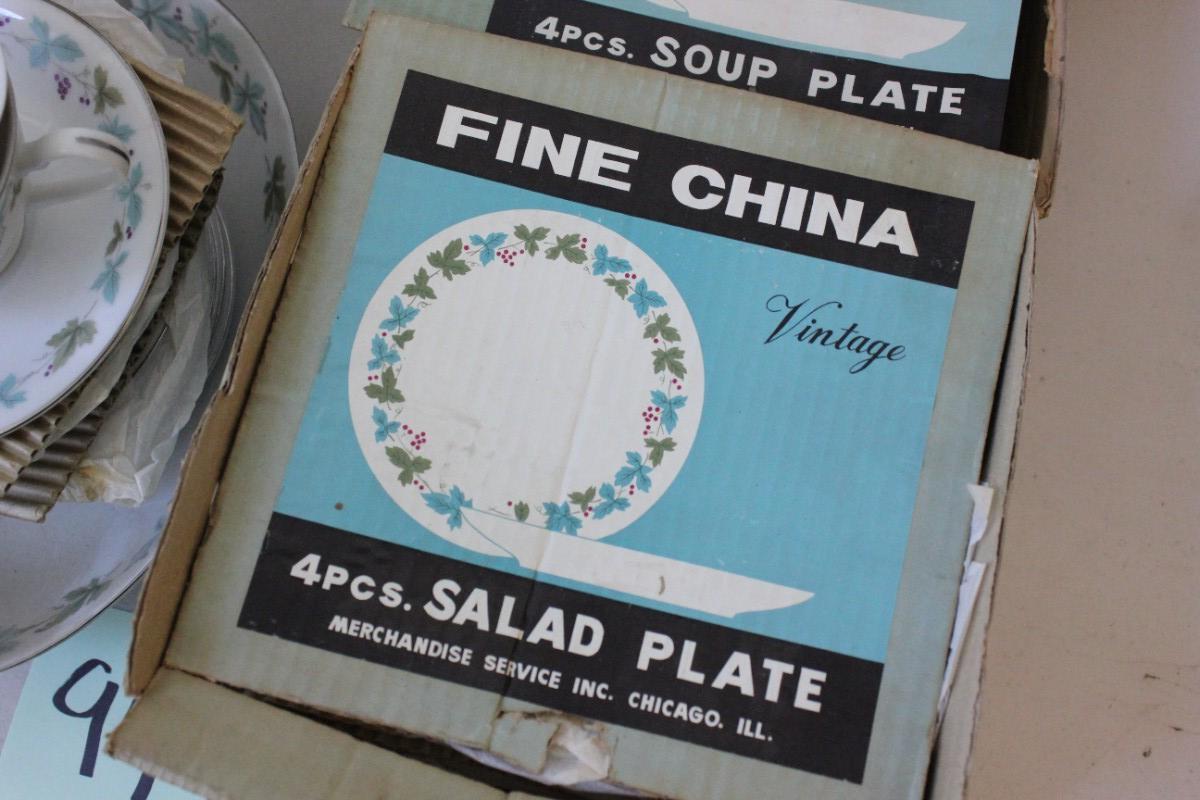 4PCS. SOUP PLATE
FINE CHINA
Vintage
4PCS. SALAD PLATE
MERCHANDISE SERVICE INC. CHICAGO. ILL.